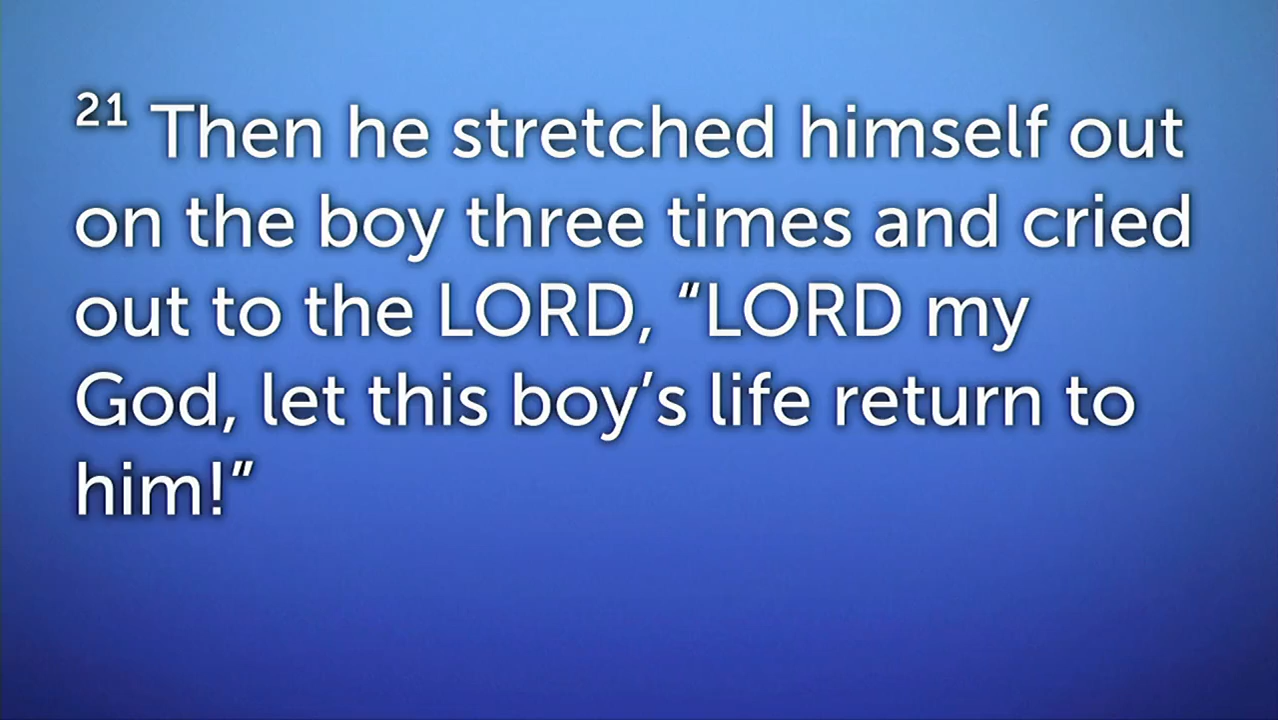 21 Then he stretched himself out
on the boy three times and cried
out to the LORD, “LORD my
God, let this boy’s life return to
him!”